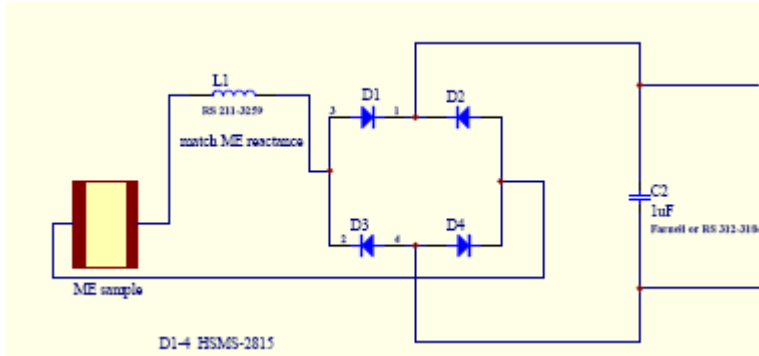 L1
RS 211-3259
match ME reactance
D1
D2
3
1
D3
D4
2
4
C2
1uF
Farnell or RS 312-318
ME sample
D1-4 HSMS-2815